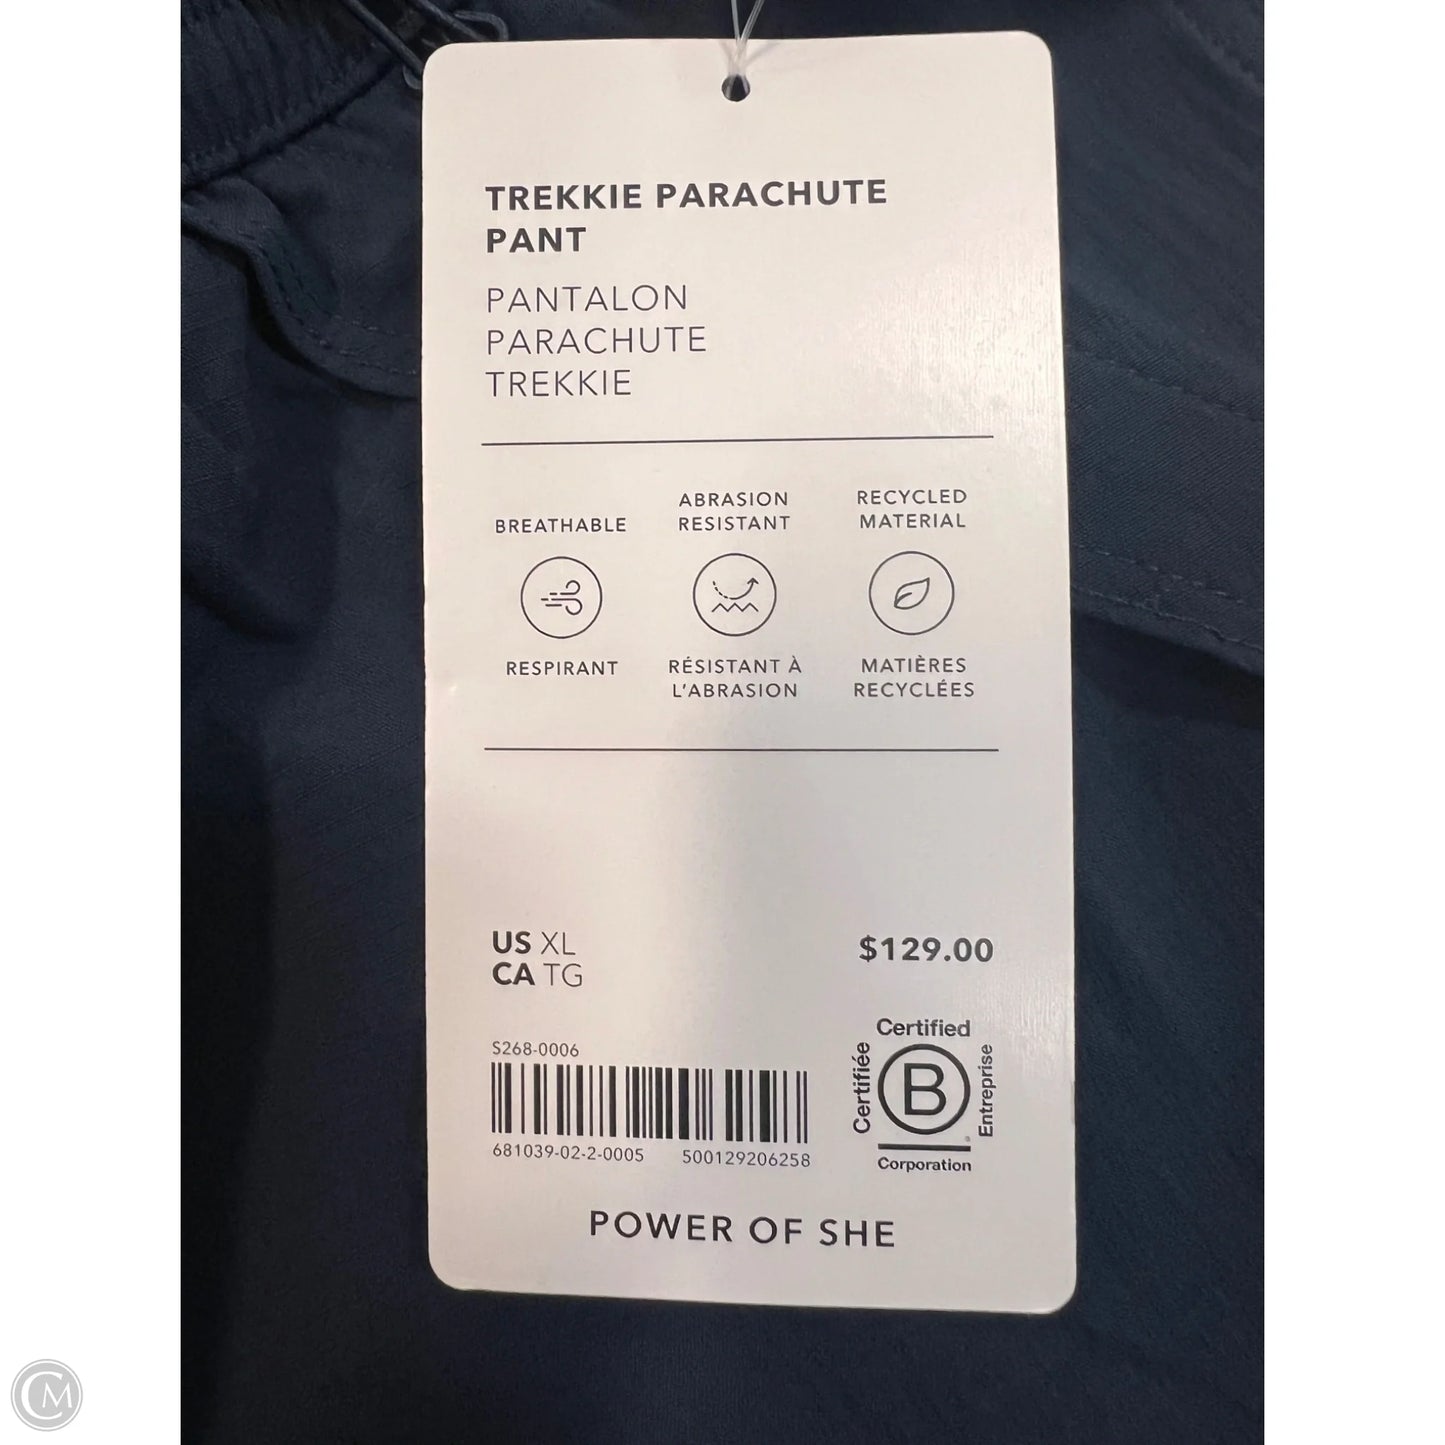 TREKKIE PARACHUTE
PANT
PANTALON
PARACHUTE
TREKKIE
BREATHABLE
RESPIRANT
ABRASION
RESISTANT
RÉSISTANT À
L'ABRASION
RECYCLED
MATERIAL
MATIÈRES
RECYCLÉES
US XL
CA TG
$129.00
S268-0006
681039-02-2-0005 500129206258
Certified
Certifiée
B
Entreprise
Corporation
POWER OF SHE
CM